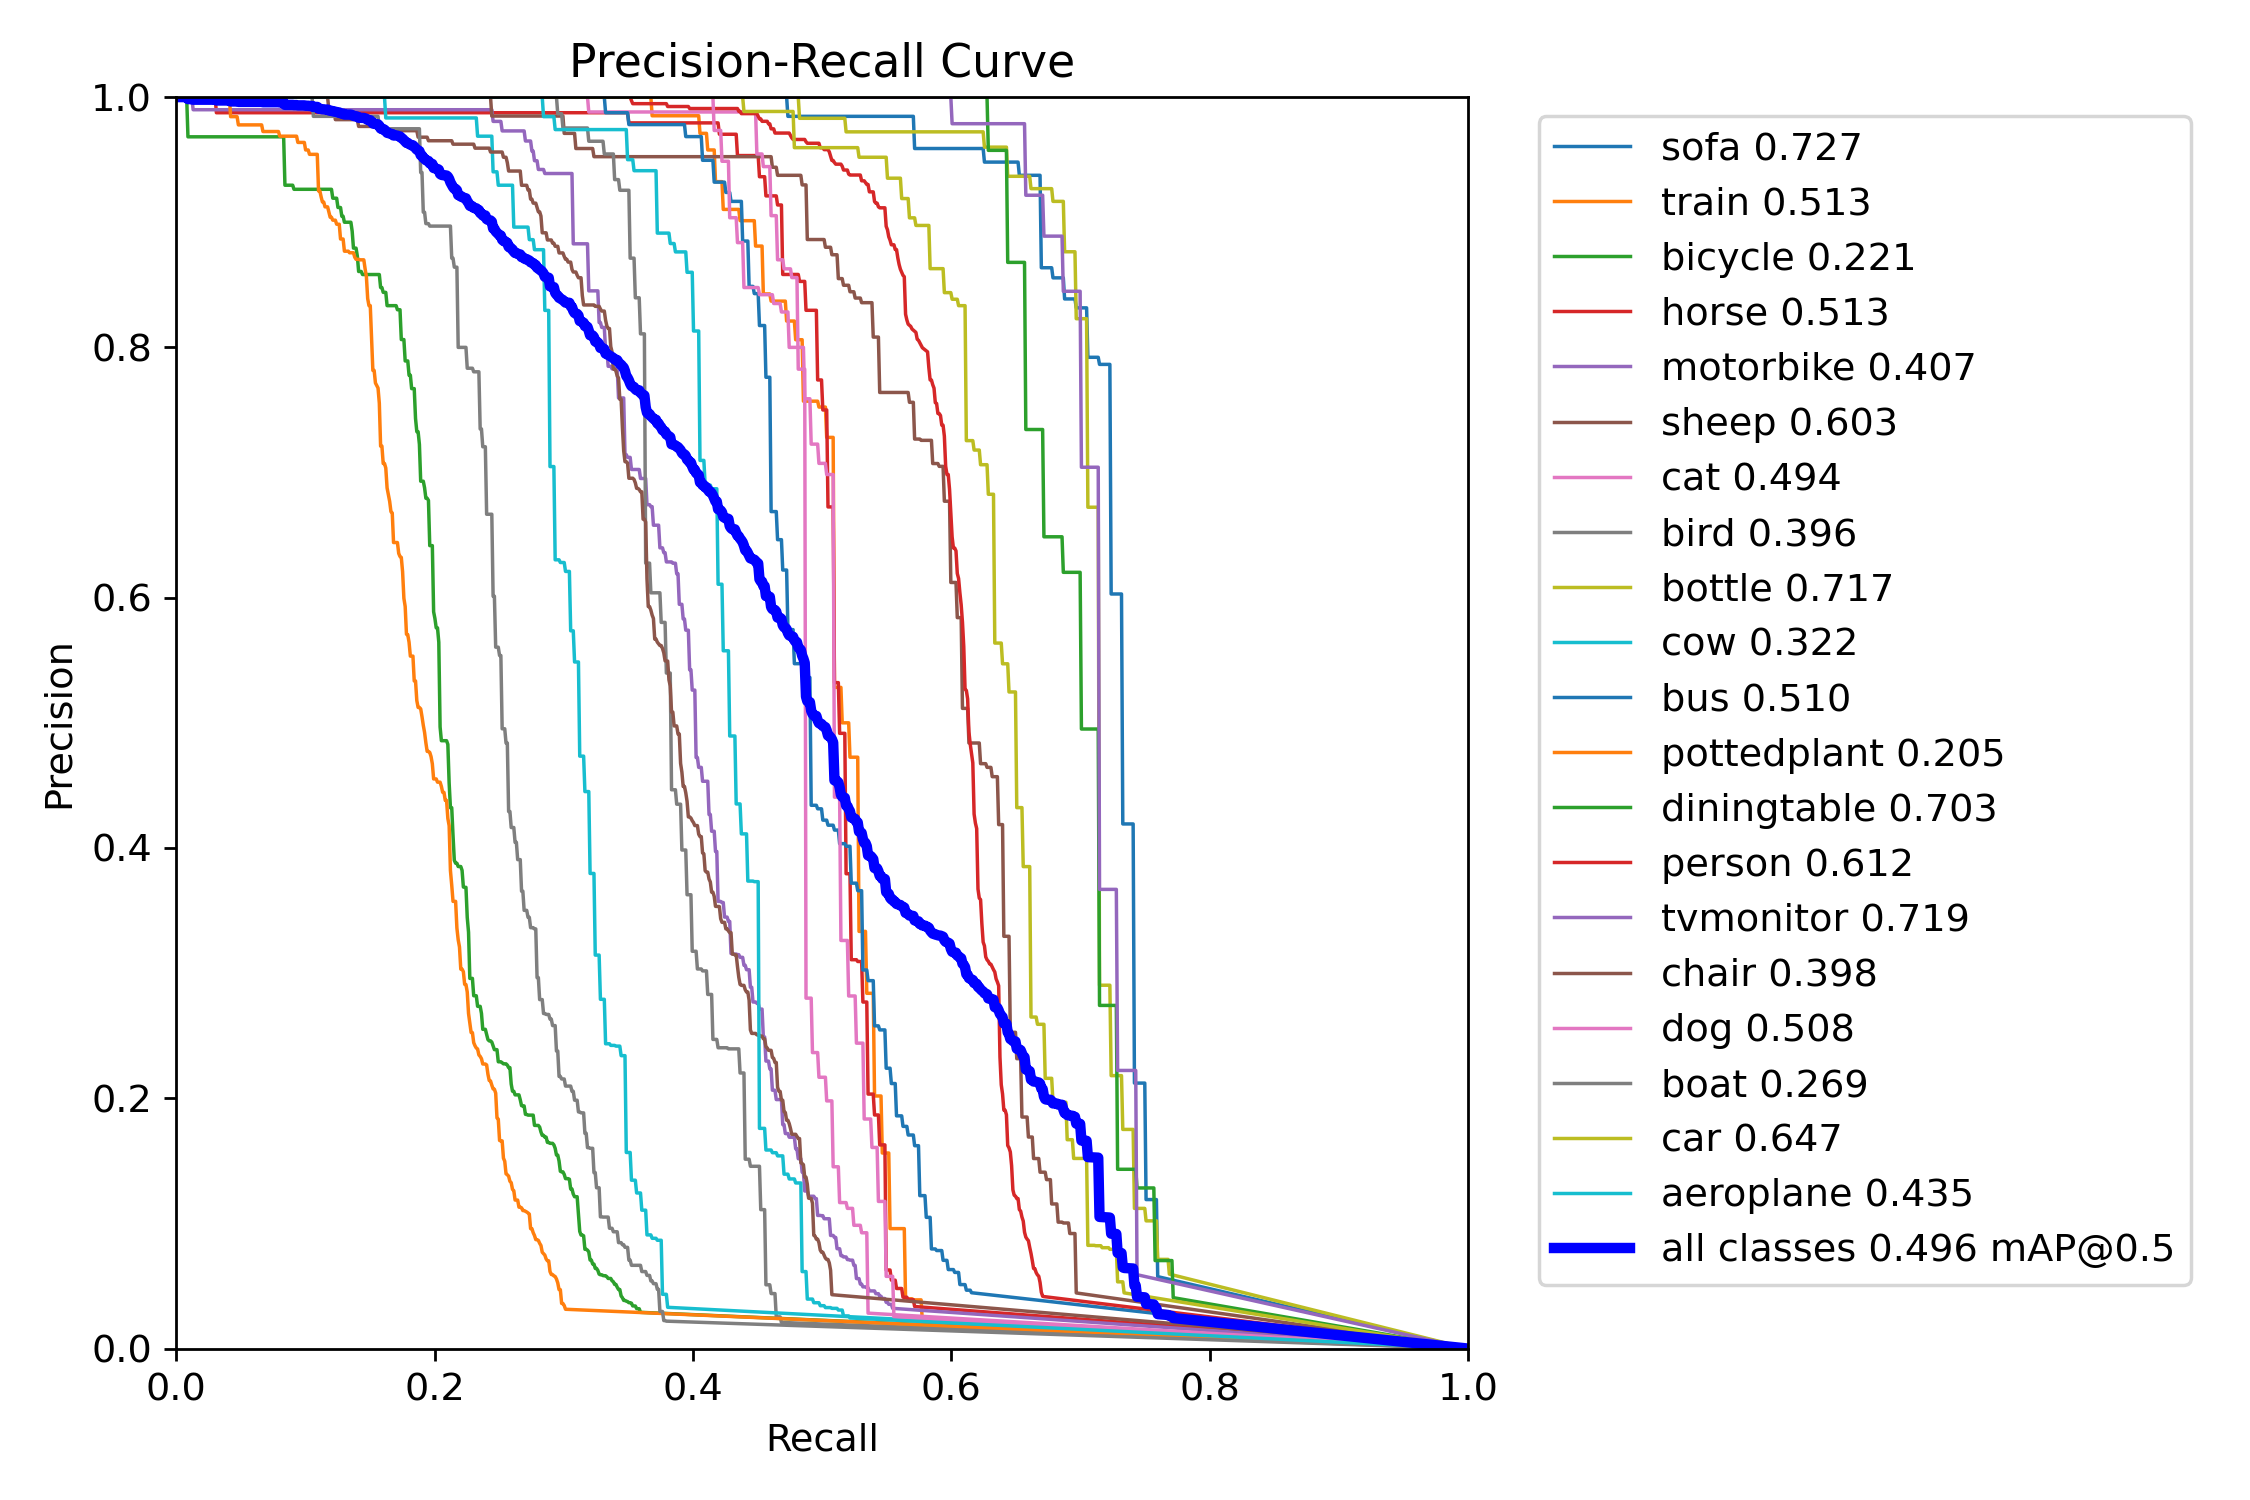 Precision-Recall Curve
1.0
0.8
0.6
0.4
0.2
0.0
Precision
0.0 0.2 0.4 0.6 0.8 1.0
Recall
sofa 0.727
train 0.513
bicycle 0.221
horse 0.513
motorbike 0.407
sheep 0.603
cat 0.494
bird 0.396
bottle 0.717
cow 0.322
bus 0.510
pottedplant 0.205
diningtable 0.703
person 0.612
tvmonitor 0.719
chair 0.398
dog 0.508
boat 0.269
car 0.647
aeroplane 0.435
all classes 0.496 mAP@0.5